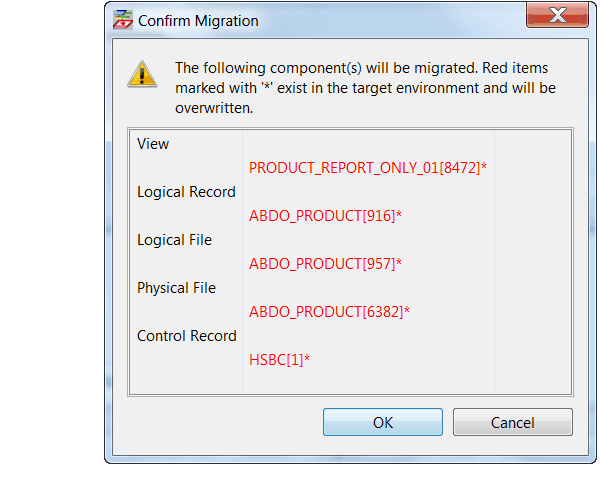 Confirm Migration
The following component(s) will be migrated. Red items
marked with '*' exist in the target environment and will be
overwritten.
View
PRODUCT_REPORT_ONLY_01[8472]*
Logical Record
ABDO_PRODUCT[916]*
Logical File
ABDO_PRODUCT[957]*
Physical File
ABDO_PRODUCT[6382]*
Control Record
HSBC[1]*
OK Cancel